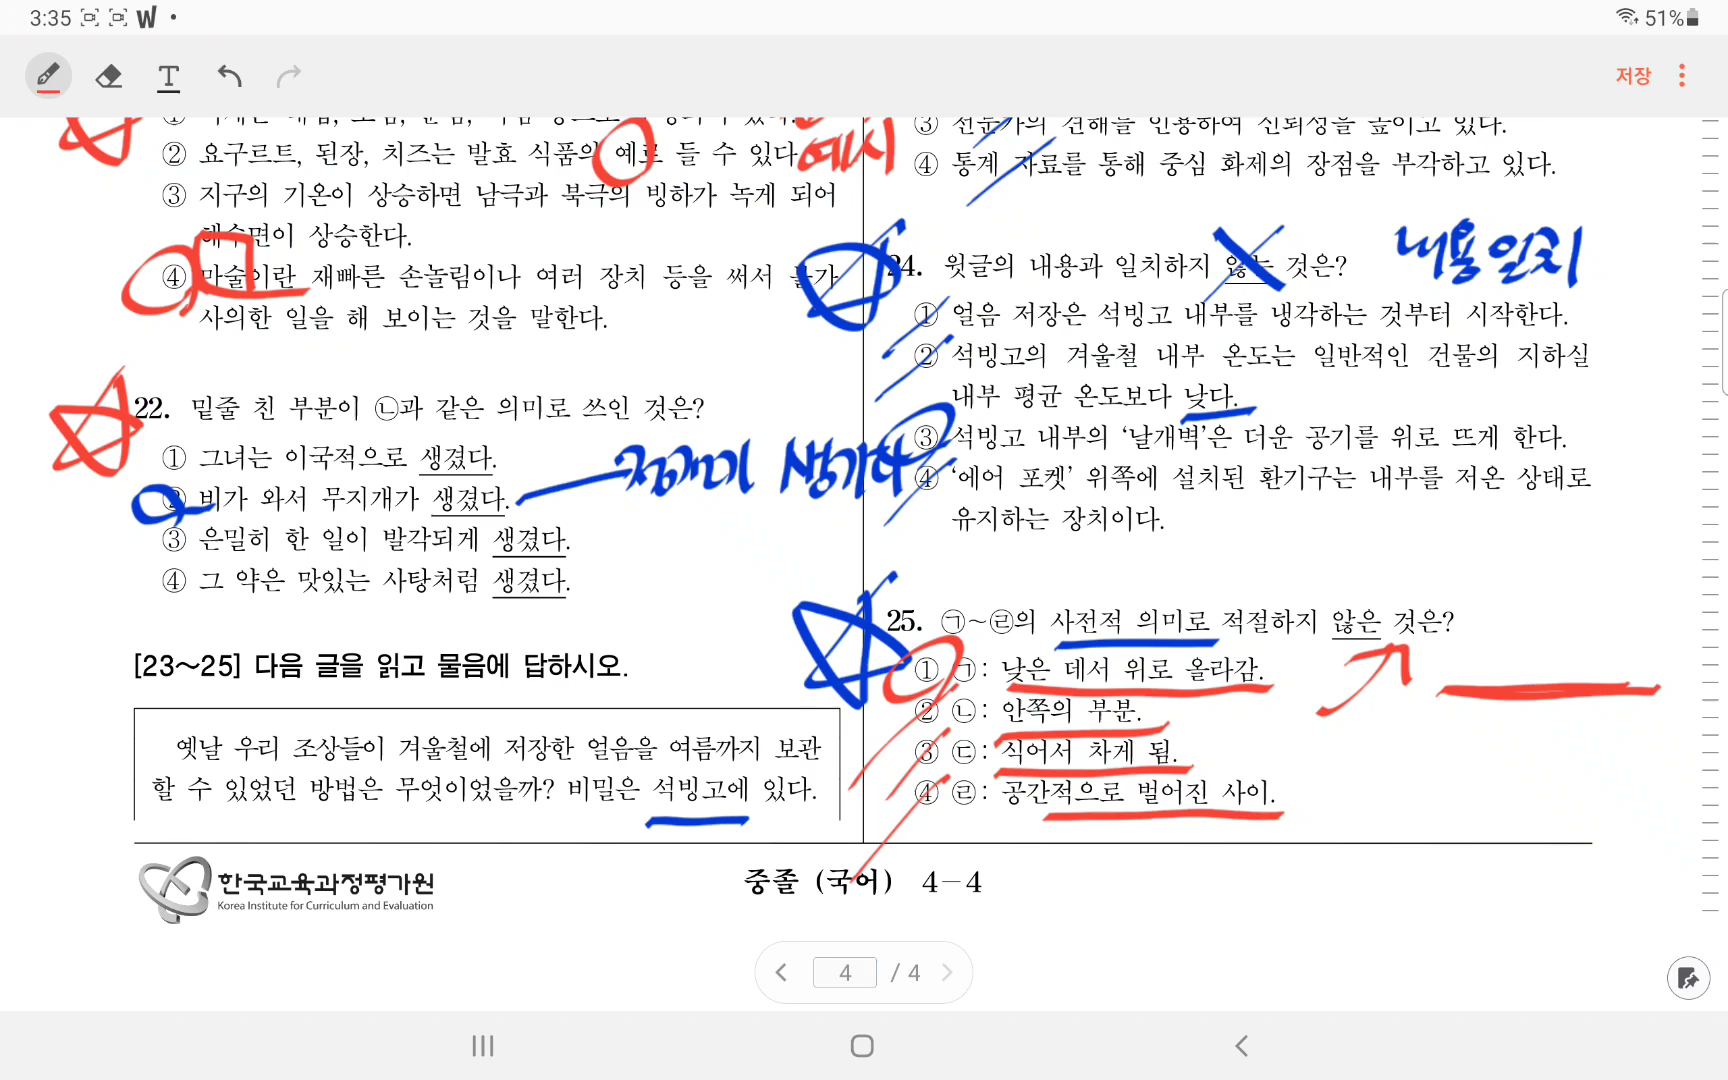 3:35
51%
저장
② 요구르트, 된장, 치즈는 발효 식품의 예로 들 수 있다.
예시
③ 지구의 기온이 상승하면 남극과 북극의 빙하가 녹게 되어
해수면이 상승한다.
④ 마술이란 재빠른 손놀림이나 여러 장치 등을 써서 불가
사의한 일을 해 보이는 것을 말한다.
22. 밑줄 친 부분이 ㉡과 같은 의미로 쓰인 것은?
① 그녀는 이국적으로 생겼다.
② 비가 와서 무지개가 생겼다.
생기다
③ 은밀히 한 일이 발각되게 생겼다.
④ 그 약은 맛있는 사탕처럼 생겼다.
[23~25] 다음 글을 읽고 물음에 답하시오.
옛날 우리 조상들이 겨울철에 저장한 얼음을 여름까지 보관
할 수 있었던 방법은 무엇이었을까? 비밀은 석빙고에 있다.
③ 전문가의 견해를 인용하여 신뢰성을 높이고 있다.
④ 통계 자료를 통해 중심 화제의 장점을 부각하고 있다.
24. 윗글의 내용과 일치하지 않는 것은?
내용일치
① 얼음 저장은 석빙고 내부를 냉각하는 것부터 시작한다.
② 석빙고의 겨울철 내부 온도는 일반적인 건물의 지하실
내부 평균 온도보다 낮다.
③ 석빙고 내부의 ‘날개벽’은 더운 공기를 위로 뜨게 한다.
④ ‘에어 포켓’ 위쪽에 설치된 환기구는 내부를 저온 상태로
유지하는 장치이다.
25. ㉠~㉣의 사전적 의미로 적절하지 않은 것은?
① ㉠: 낮은 데서 위로 올라감.
② ㉡: 안쪽의 부분.
③ ㉢: 식어서 차게 됨.
④ ㉣: 공간적으로 벌어진 사이.
한국교육과정평가원
Korea Institute for Curriculum and Evaluation
중졸 (국어) 4-4
4 / 4